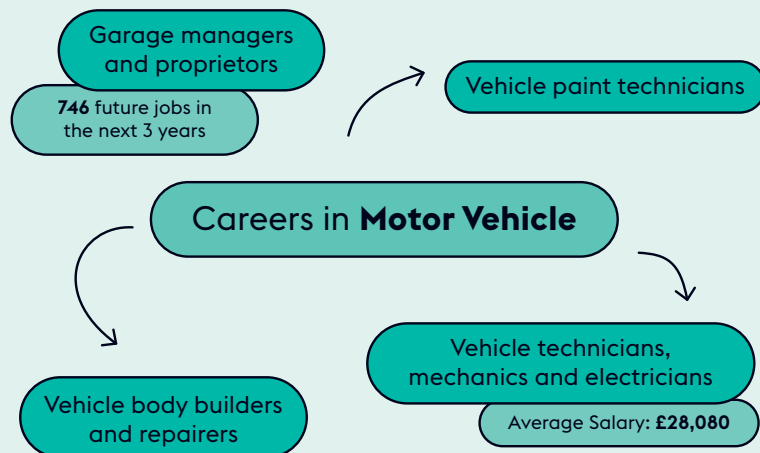 Garage managers
and proprietors
746 future jobs in
the next 3 years
Vehicle paint technicians
Careers in Motor Vehicle
Vehicle technicians,
mechanics and electricians
Average Salary: £28,080
Vehicle body builders
and repairers